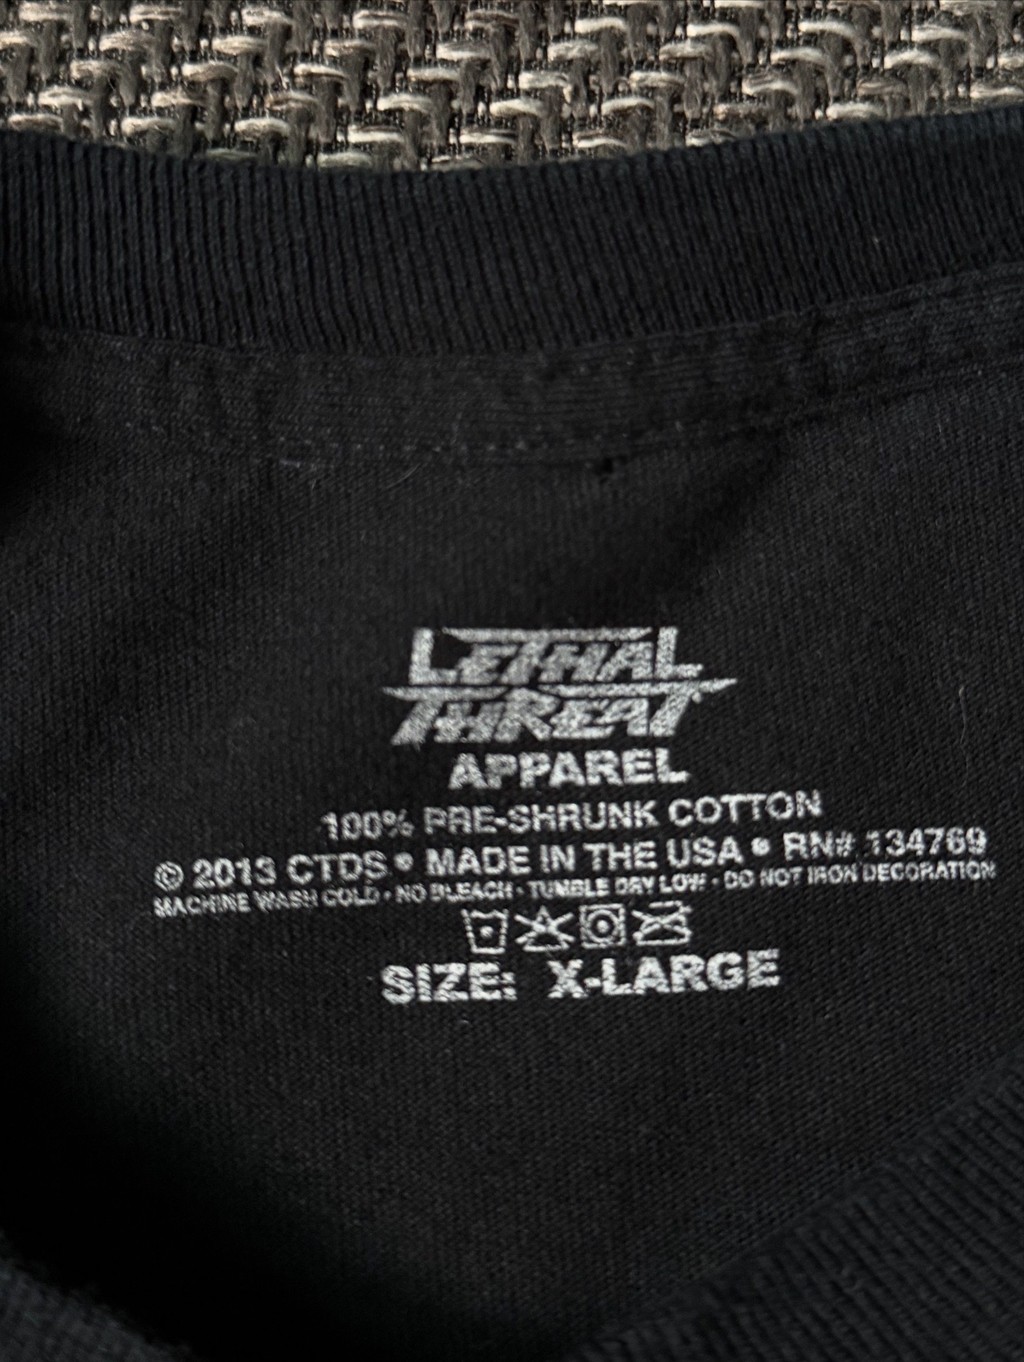 LETHAL
THREAT
APPAREL
100% PRE-SHRUNK COTTON
© 2013 CTDS • MADE IN THE USA • RN# 134769
MACHINE WASH COLD • NO BLEACH • TUMBLE DRY LOW • DO NOT IRON DECORATION
SIZE: X-LARGE